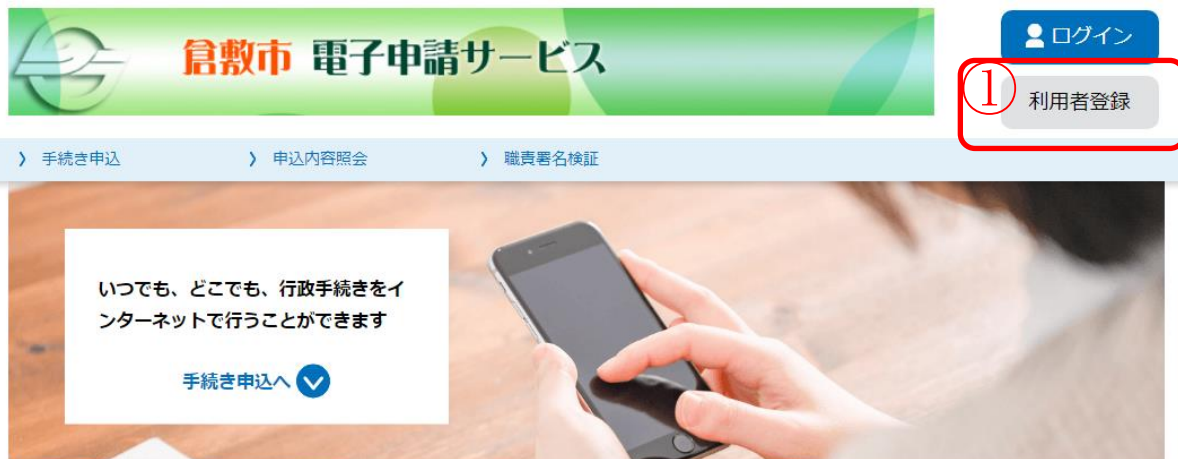 倉敷市 電子申請サービス
ログイン
①
利用者登録
手続き申込
申込内容照会
職責署名検証
いつでも、どこでも、行政手続きをイ
ンターネットで行うことができます
手続き申込へ